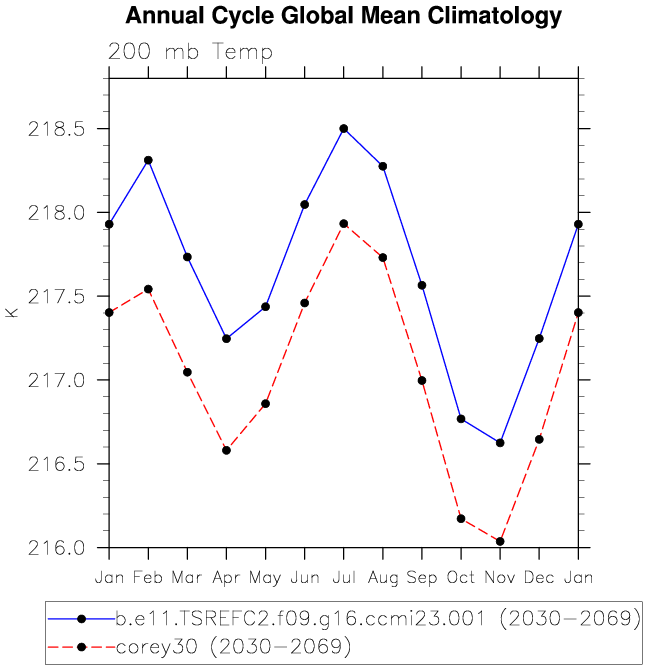 Annual Cycle Global Mean Climatology
200 mb Temp
218.5
218.0
217.5
K
217.0
216.5
216.0
Jan Feb Mar Apr May Jun Jul Aug Sep Oct Nov Dec Jan
b.e11.TSREFC2.f09.g16.ccmi23.001 (2030-2069)
corey30 (2030-2069)